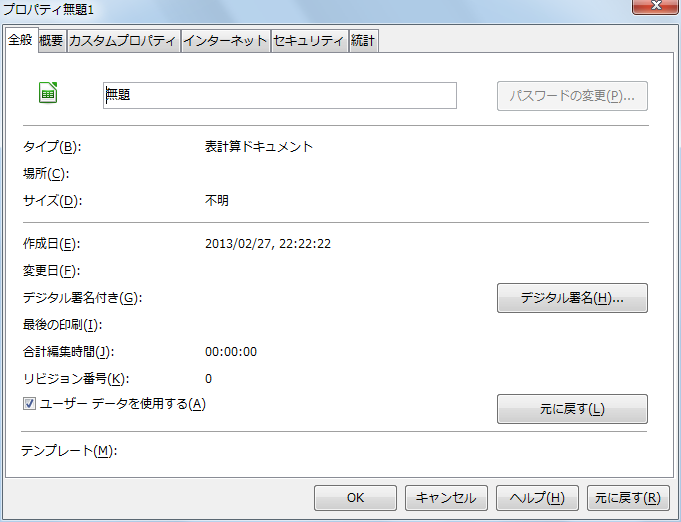 プロパティ無題1
全般 概要 カスタムプロパティ インターネット セキュリティ 統計
無題 パスワードの変更(P)...
タイプ(B): 表計算ドキュメント
場所(C):
サイズ(D): 不明
作成日(E): 2013/02/27, 22:22:22
変更日(F):
デジタル署名付き(G): デジタル署名(H)...
最後の印刷(I):
合計編集時間(J): 00:00:00
リビジョン番号(K): 0
ユーザー データを使用する(A) 元に戻す(L)
テンプレート(M):
OK キャンセル ヘルプ(H) 元に戻す(R)